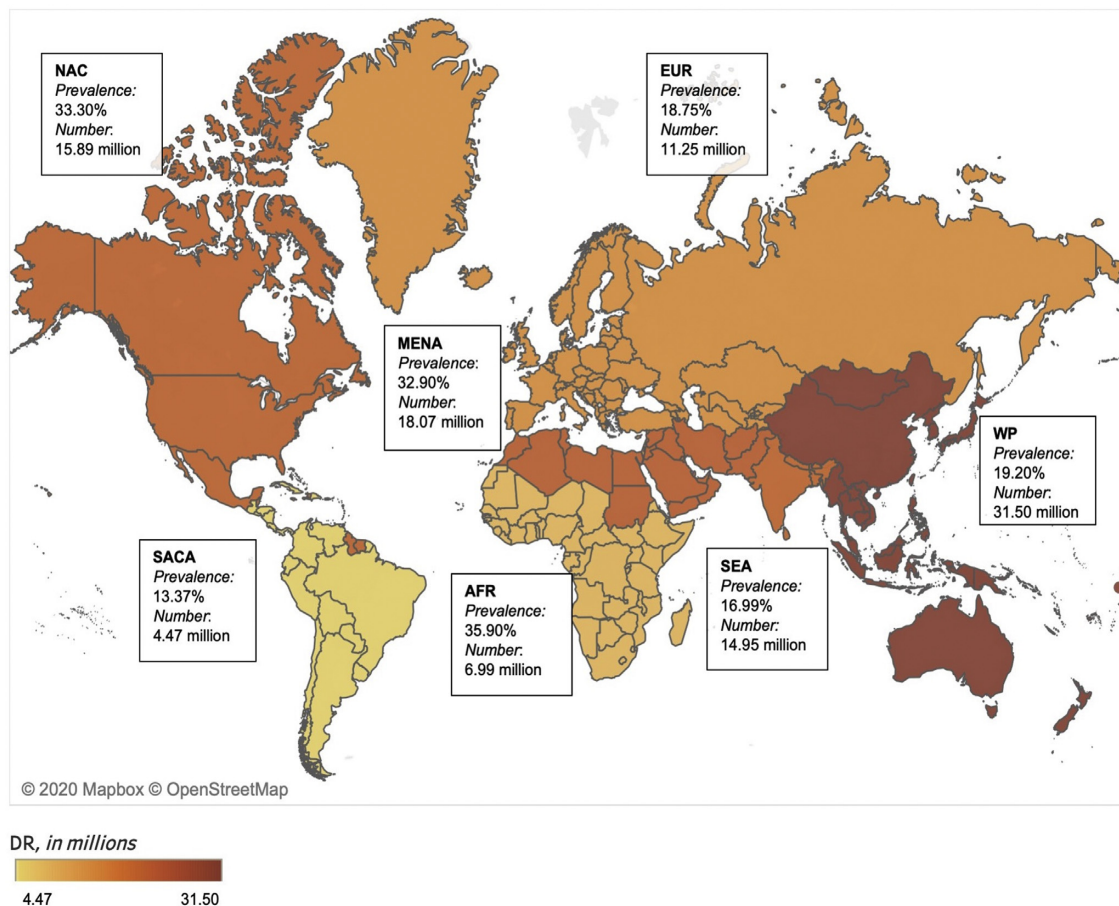 NAC
Prevalence:
33.30%
Number:
15.89 million
EUR
Prevalence:
18.75%
Number:
11.25 million
MENA
Prevalence:
32.90%
Number:
18.07 million
WP
Prevalence:
19.20%
Number:
31.50 million
SACA
Prevalence:
13.37%
Number:
4.47 million
AFR
Prevalence:
35.90%
Number:
6.99 million
SEA
Prevalence:
16.99%
Number:
14.95 million
© 2020 Mapbox © OpenStreetMap
DR, in millions
4.47 31.50